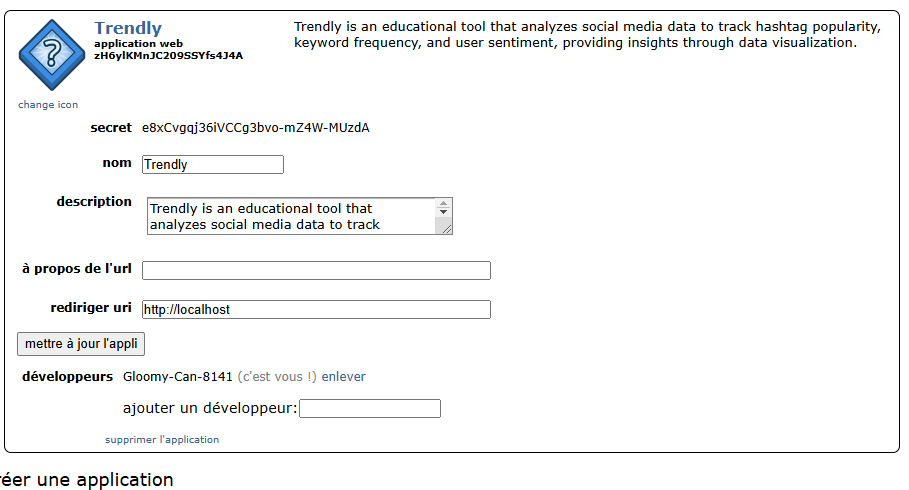 Trendly
application web
zH6ylKMnJC209SSYfs4J4A
Trendly is an educational tool that analyzes social media data to track hashtag popularity,
keyword frequency, and user sentiment, providing insights through data visualization.
change icon
secret e8xCvgqj36iVCCg3bvo-mZ4W-MUzdA
nom Trendly
description Trendly is an educational tool that
analyzes social media data to track
à propos de l'url
rediriger uri http://localhost
mettre à jour l'appli
développeurs Gloomy-Can-8141 (c'est vous !) enlever
ajouter un développeur:
supprimer l'application
réer une application